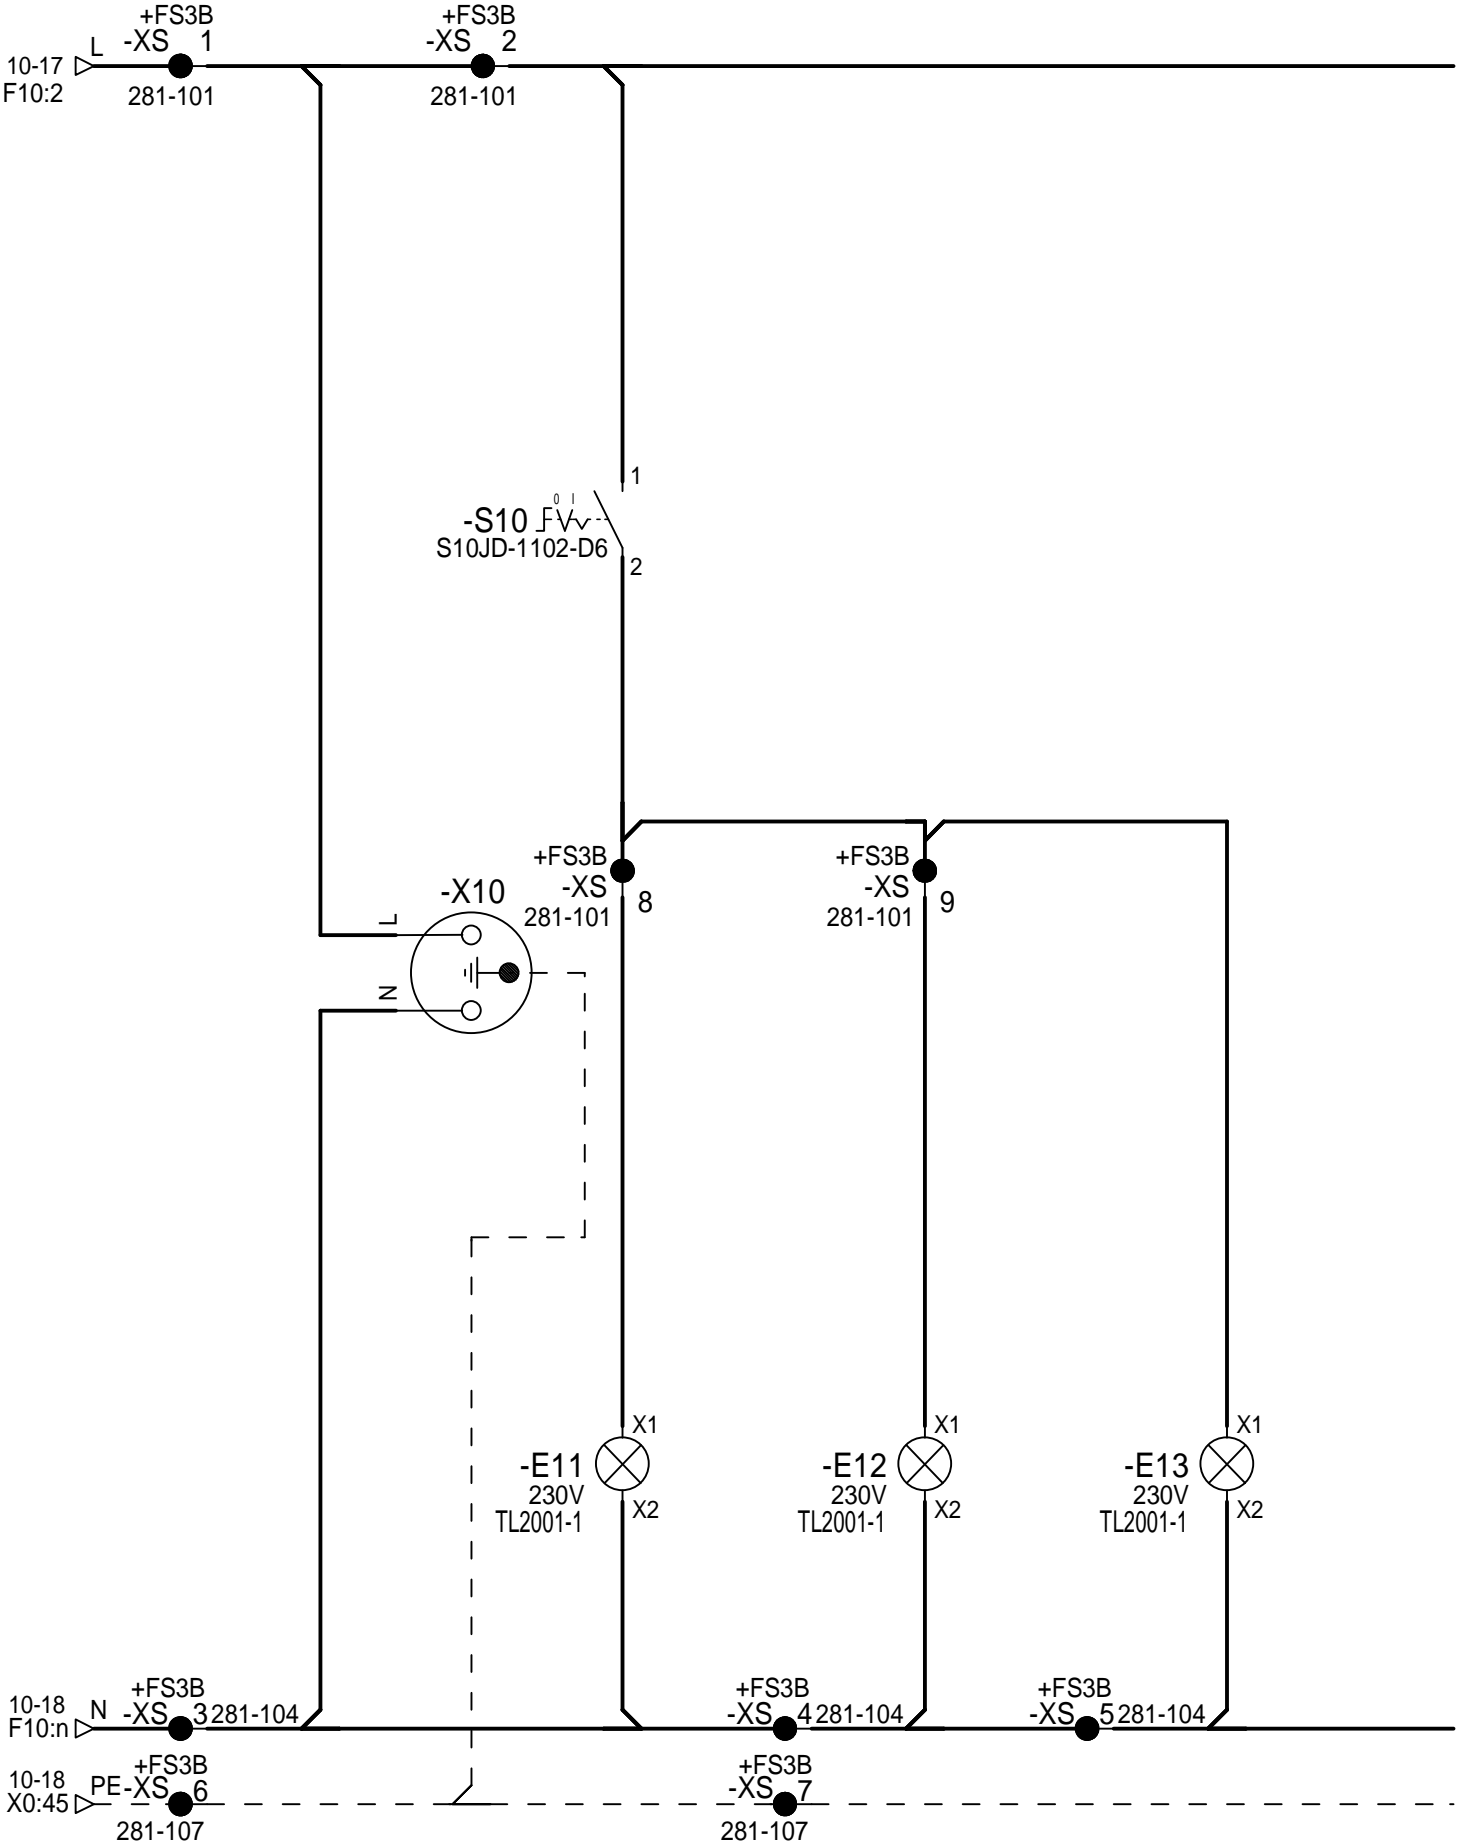 +FS3B
-XS 1
281-101
L
10-17
F10:2
+FS3B
-XS 2
281-101
1
0 I
-S10
S10JD-1102-D6
2
-X10
L
N
+FS3B
-XS
8
281-101
+FS3B
-XS
9
281-101
X1
-E11
230V
TL2001-1
X2
X1
-E12
230V
TL2001-1
X2
X1
-E13
230V
TL2001-1
X2
10-18
F10:n
N
+FS3B
-XS 3 281-104
+FS3B
-XS 4 281-104
+FS3B
-XS 5 281-104
10-18
X0:45
PE
+FS3B
-XS 6
281-107
+FS3B
-XS 7
281-107